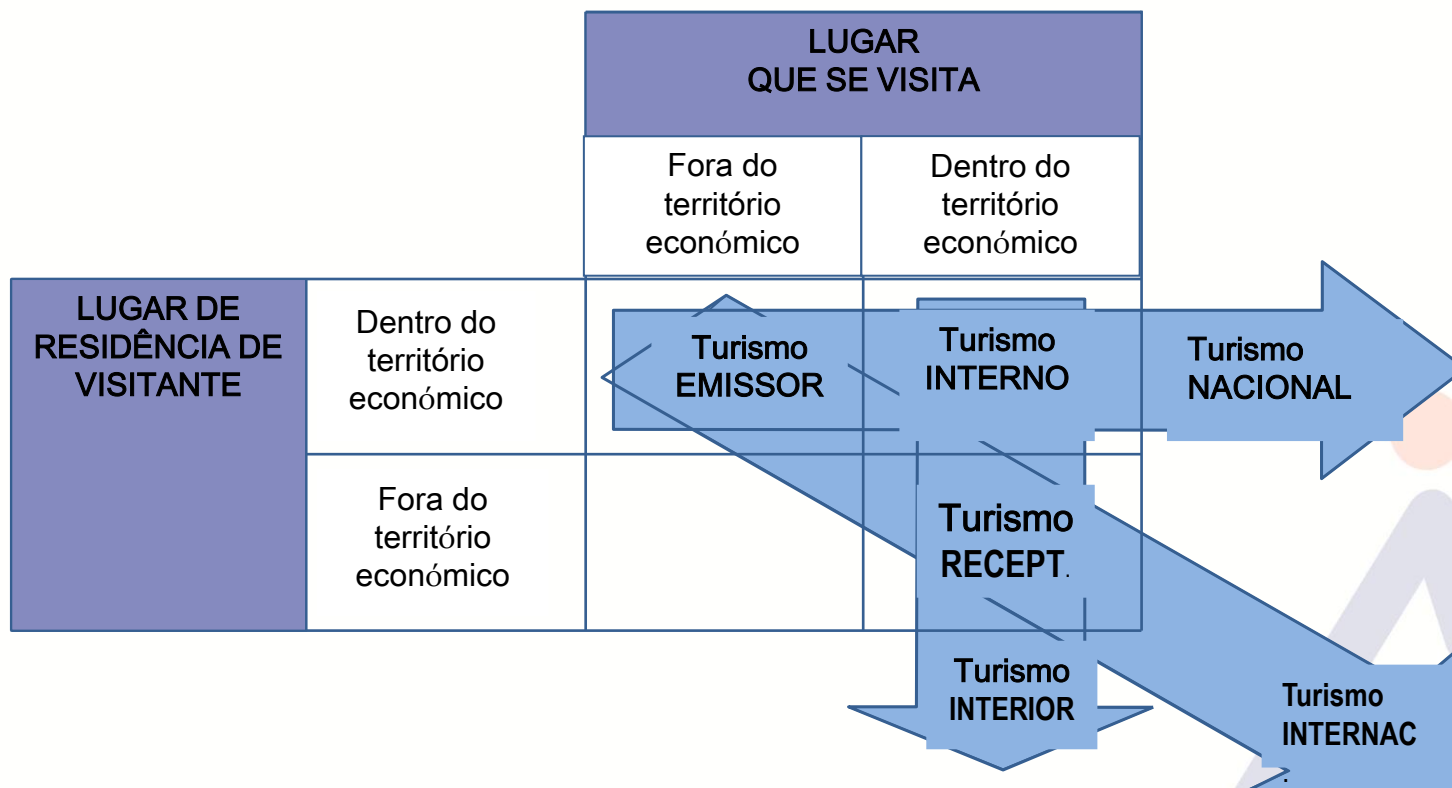 LUGAR
QUE SE VISITA
Fora do
território
económico
Dentro do
território
económico
LUGAR DE
RESIDÊNCIA DE
VISITANTE
Dentro do
território
económico
Turismo
EMISSOR
Turismo
INTERNO
Turismo
NACIONAL
Fora do
território
económico
Turismo
RECEPT.
Turismo
INTERIOR
Turismo
INTERNAC
.